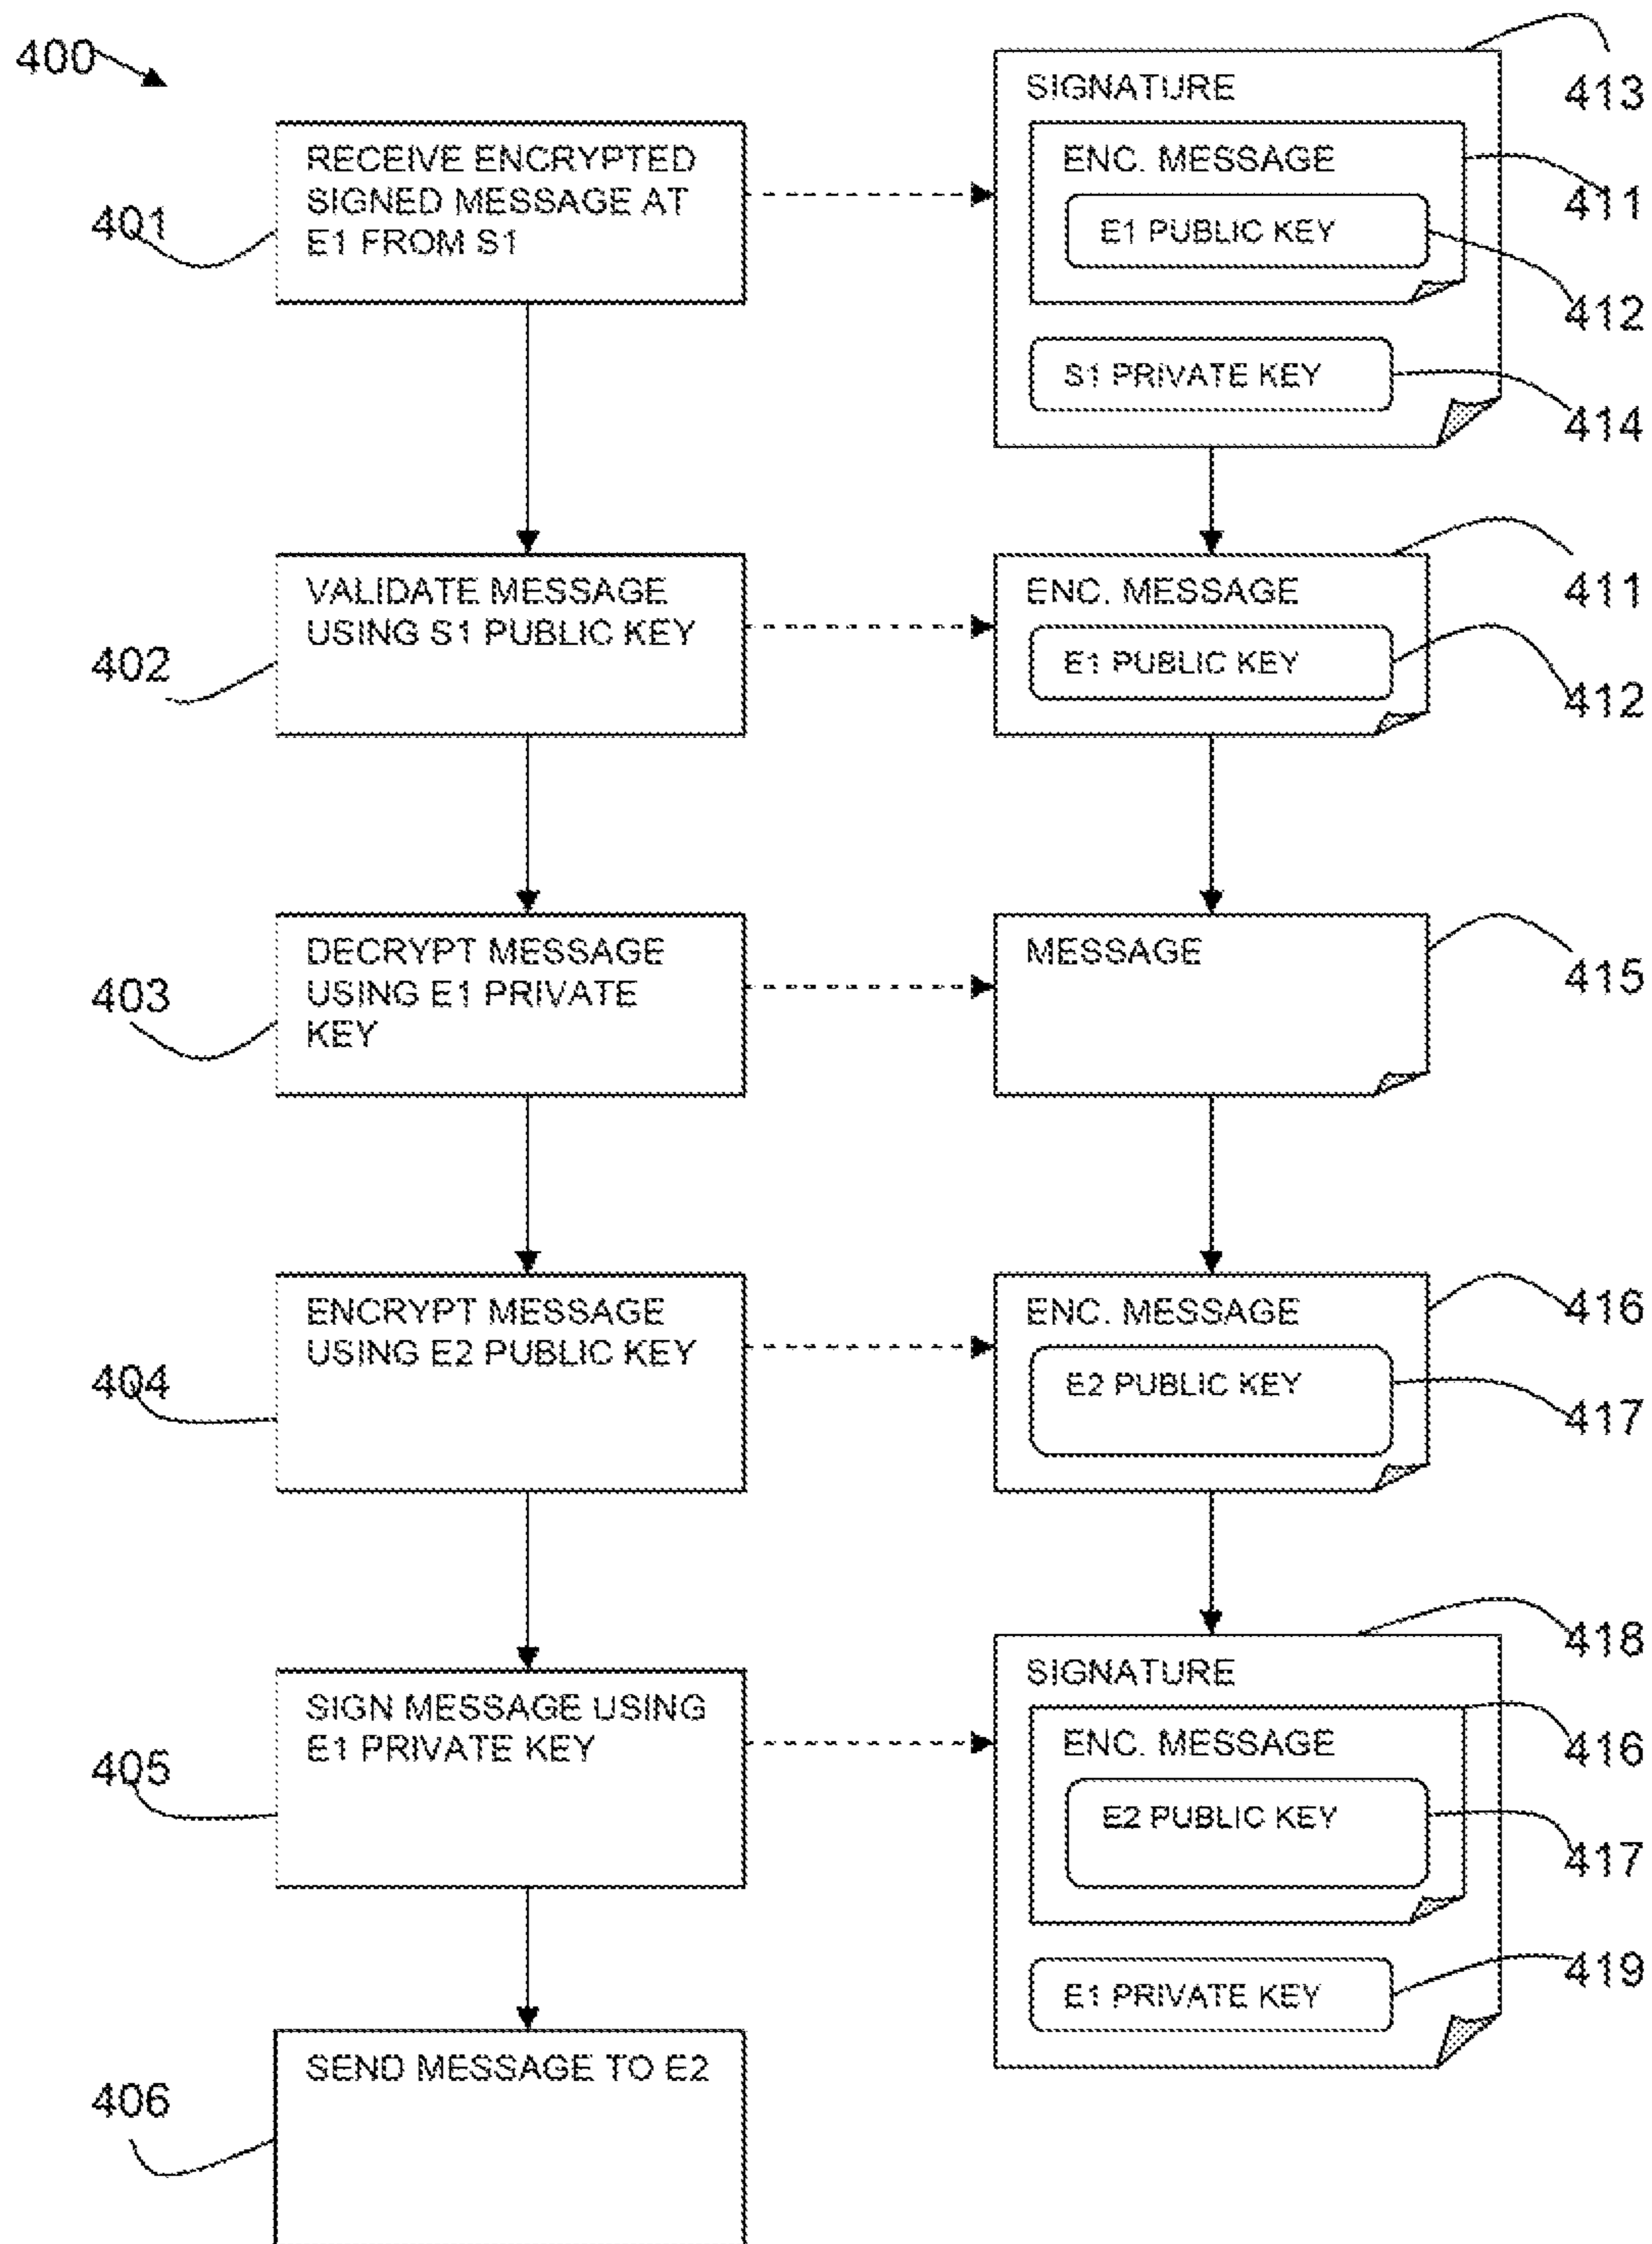 400
RECEIVE ENCRYPTED
SIGNED MESSAGE AT
E1 FROM S1
401
SIGNATURE
413
ENC. MESSAGE
411
E1 PUBLIC KEY
412
S1 PRIVATE KEY
414
VALIDATE MESSAGE
USING S1 PUBLIC KEY
402
ENC. MESSAGE
411
E1 PUBLIC KEY
412
DECRYPT MESSAGE
USING E1 PRIVATE
KEY
403
MESSAGE
415
ENCRYPT MESSAGE
USING E2 PUBLIC KEY
404
ENC. MESSAGE
416
E2 PUBLIC KEY
417
SIGN MESSAGE USING
E1 PRIVATE KEY
405
SIGNATURE
418
ENC. MESSAGE
416
E2 PUBLIC KEY
417
E1 PRIVATE KEY
419
SEND MESSAGE TO E2
406